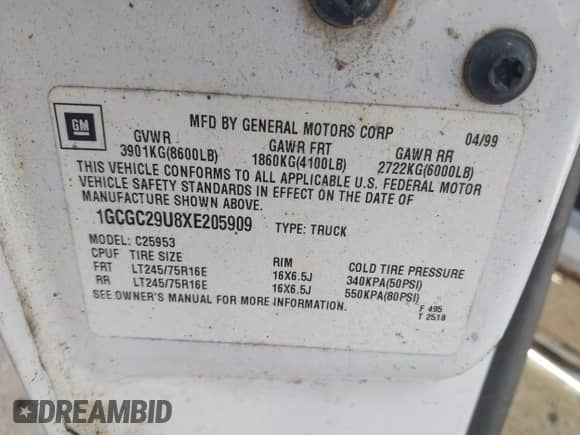 GM
MFD BY GENERAL MOTORS CORP 04/99
GVWR GAWR FRT GAWR RR
3901KG(8600LB) 1860KG(4100LB) 2722KG(6000LB)
THIS VEHICLE CONFORMS TO ALL APPLICABLE U.S. FEDERAL MOTOR
VEHICLE SAFETY STANDARDS IN EFFECT ON THE DATE OF
MANUFACTURE SHOWN ABOVE.
1GCGC29U8XE205909 TYPE: TRUCK
MODEL: C25953
CPUF TIRE SIZE RIM COLD TIRE PRESSURE
FRT LT245/75R16E 16X6.5J 340KPA(50PSI)
RR LT245/75R16E 16X6.5J 550KPA(80PSI)
SEE OWNER'S MANUAL FOR MORE INFORMATION. F 495
T 2518
DREAMBID